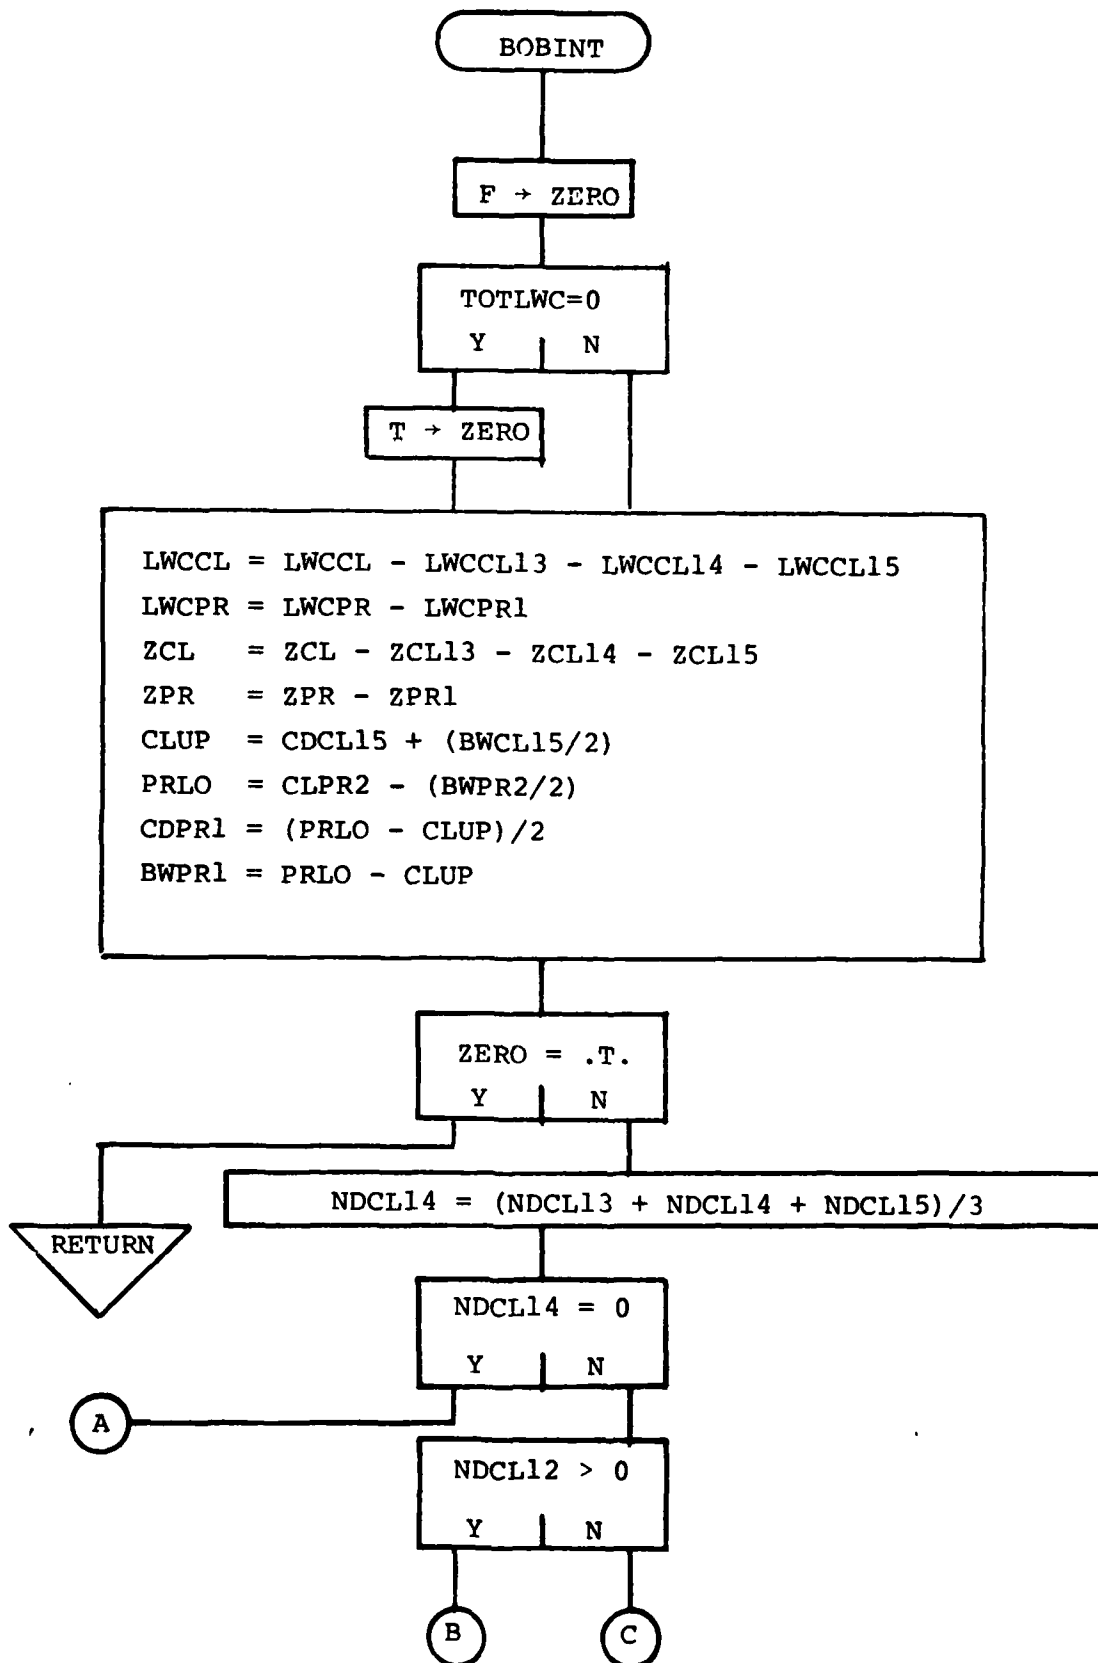 BOBINT
F → ZERO
TOTLWC=0
Y N
T → ZERO
LWCCL = LWCCL - LWCCL13 - LWCCL14 - LWCCL15
LWCPR = LWCPR - LWCPR1
ZCL = ZCL - ZCL13 - ZCL14 - ZCL15
ZPR = ZPR - ZPR1
CLUP = CDCL15 + (BWCL15/2)
PRLO = CLPR2 - (BWPR2/2)
CDPR1 = (PRLO - CLUP)/2
BWPR1 = PRLO - CLUP
ZERO = .T.
Y N
NDCL14 = (NDCL13 + NDCL14 + NDCL15)/3
RETURN
NDCL14 = 0
Y N
A
NDCL12 > 0
Y N
B C